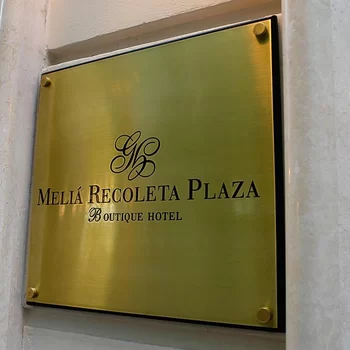 MELIÁ RECOLETA PLAZA
BOUTIQUE HOTEL